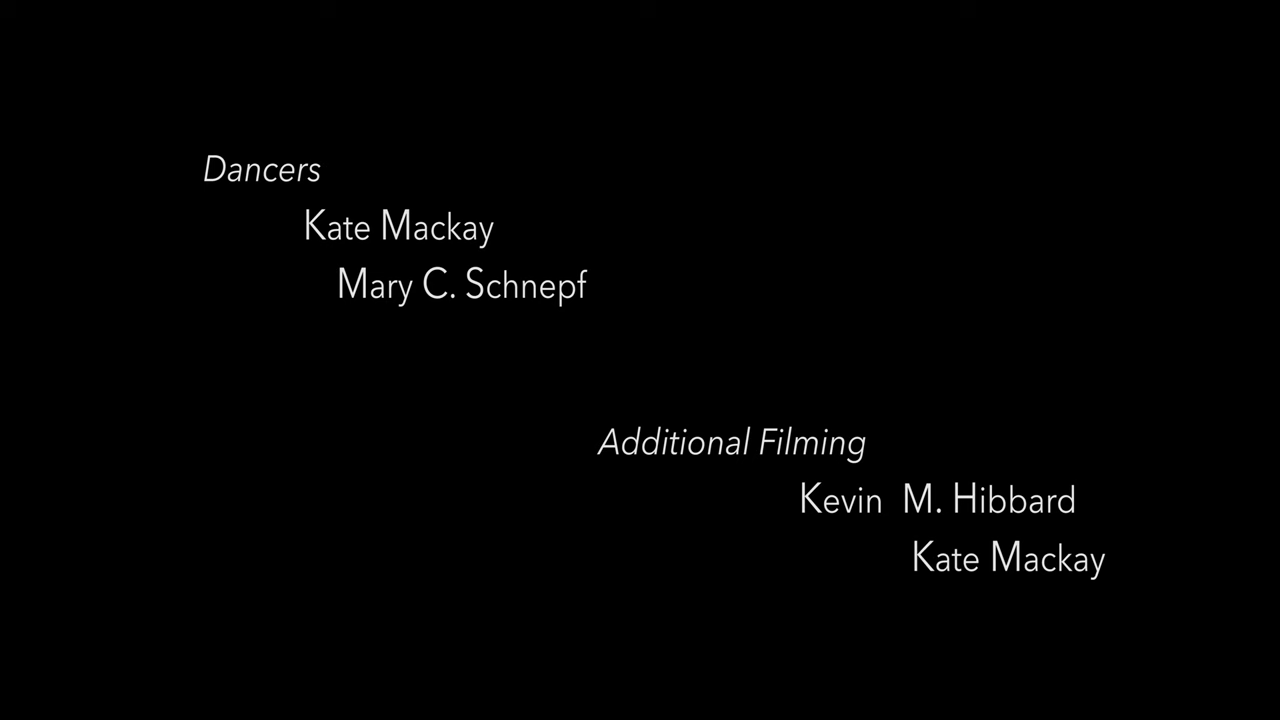 Dancers
Kate Mackay
Mary C. Schnepf
Additional Filming
Kevin M. Hibbard
Kate Mackay